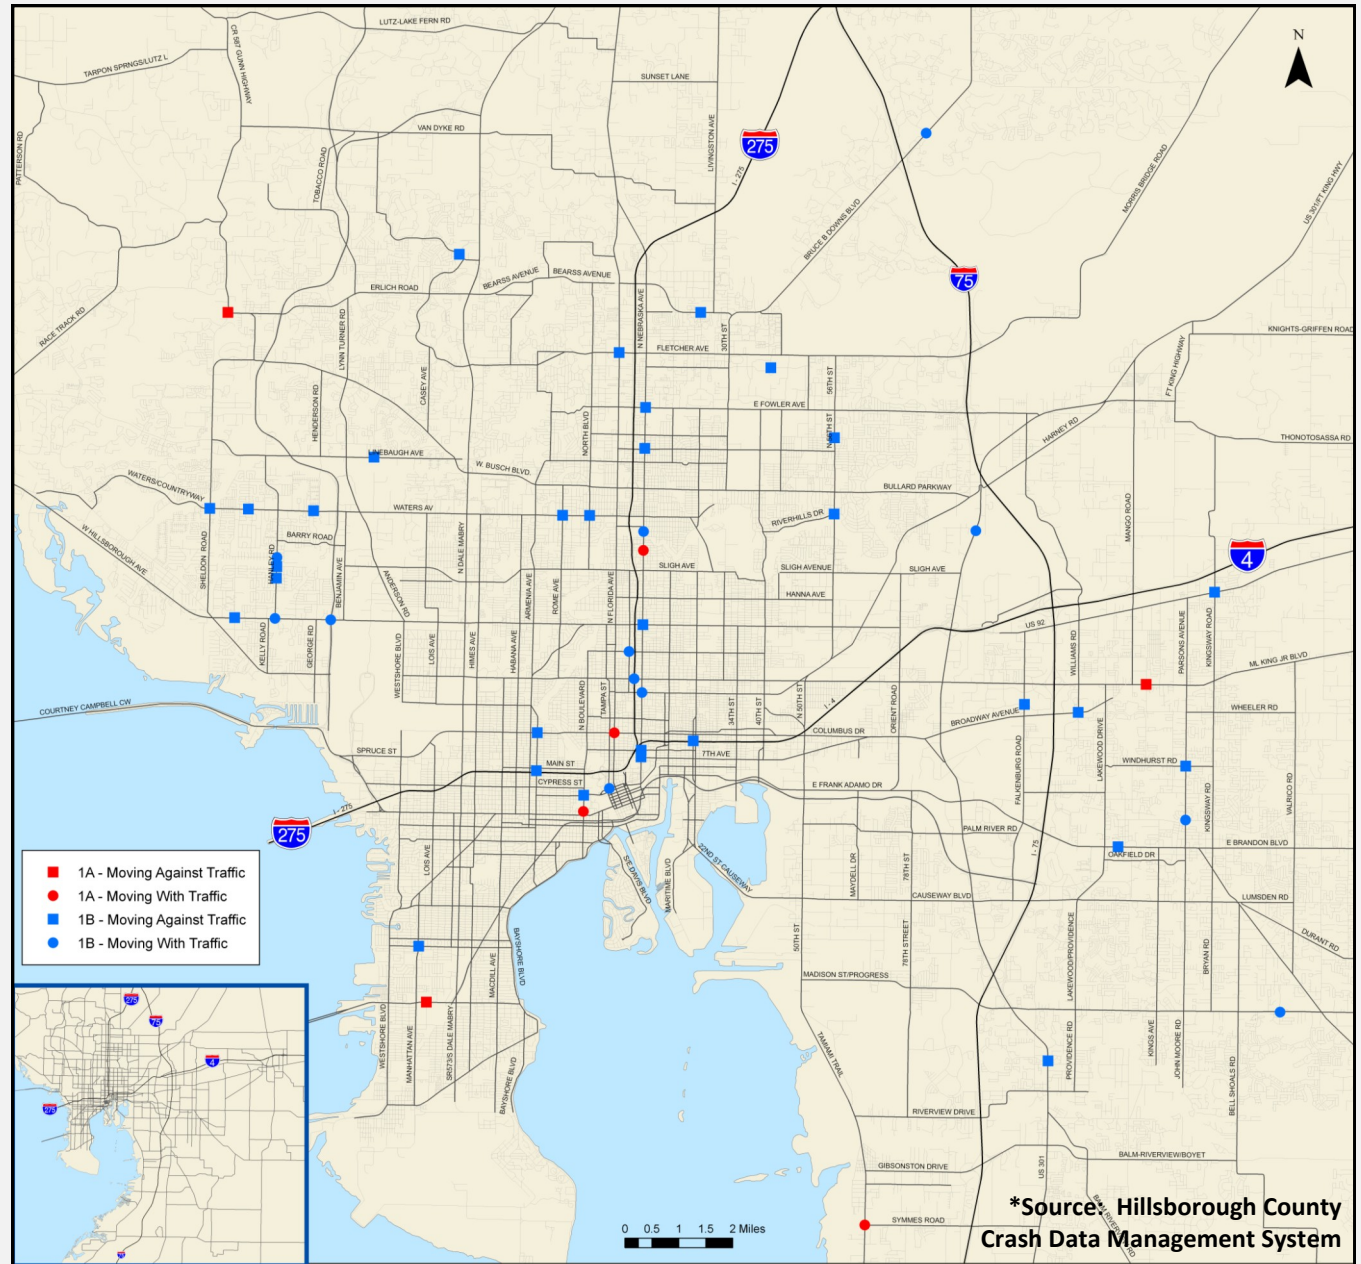 LUTZ-LAKE FERN RD
CR 587 GUNN HIGHWAY
TARPON SPRNGS/LUTZ L
SUNSET LANE
N
PATTERSON RD
VAN DYKE RD
TOBACCO ROAD
LIVINGSTON AVE
275
I - 275
MORRIS BRIDGE ROAD
US 301/FT KING HWY
BRUCE B DOWNS BLVD
BEARSS AVENUE
BEARSS AVENUE
ERLICH ROAD
75
RACE TRACK RD
LYNN TURNER RD
N NEBRASKA AVE
30TH ST
FLETCHER AVE
KNIGHTS-GRIFFEN ROAD
FT KING HIGHWAY
CASEY AVE
HENDERSON RD
NORTH BLVD
56TH ST
E FOWLER AVE
HARNEY RD
THONOTOSASSA RD
LINEBAUGH AVE
W. BUSCH BLVD.
WATERS/COUNTRYWAY
BULLARD PARKWAY
MANGO ROAD
WATERS AV
RIVERHILLS DR
W HILLSBOROUGH AVE
SHELDON ROAD
BARRY ROAD
HANLEY RD
BENJAMIN AVE
ANDERSON RD
N DALE MABRY
ARMENIA AVE
ROME AVE
N FLORIDA AVE
SLIGH AVE
SLIGH AVENUE
SLIGH AVE
HANNA AVE
4
US 92
KELLY ROAD
GEORGE RD
WESTSHORE BLVD
LOIS AVE
HIMES AVE
HABANA AVE
WILLIAMS RD
PARSONS AVENUE
KINGSWAY ROAD
ML KING JR BLVD
COURTNEY CAMPBELL CW
N BOULEVARD
TAMPA ST
34TH ST
40TH ST
N 50TH ST
I - 4
ORIENT ROAD
BROADWAY AVENUE
WHEELER RD
COLUMBUS DR
SPRUCE ST
7TH AVE
MAIN ST
CYPRESS ST
FALKENBURG ROAD
LAKEWOOD DRIVE
WINDHURST RD
E FRANK ADAMO DR
KINGSWAY RD
VALRICO RD
I - 275
275
PALM RIVER RD
I - 75
OAKFIELD DR
E BRANDON BLVD
LOIS AVE
S E DAVIS BLVD
MARITIME BLVD
22ND ST CAUSEWAY
MAYDELL DR
78TH ST
CAUSEWAY BLVD
LUMSDEN RD
1A - Moving Against Traffic
1A - Moving With Traffic
1B - Moving Against Traffic
1B - Moving With Traffic
BAYSHORE BLVD
MACDILL AVE
50TH ST
78TH STREET
MADISON ST/PROGRESS
LAKEWOOD/PROVIDENCE
BRYAN RD
DURANT RD
275
75
4
275
75
WESTSHORE BLVD
MANHATTAN AVE
SR573/S DALE MABRY
BAYSHORE BLVD
TAMIAMI TRAIL
PROVIDENCE RD
KINGS AVE
JOHN MOORE RD
BELL SHOALS RD
RIVERVIEW DRIVE
GIBSONSTON DRIVE
BALM-RIVERVIEW/BOYET
US 301
SYMMES ROAD
0 0.5 1 1.5 2 Miles
*Source: Hillsborough County
Crash Data Management System